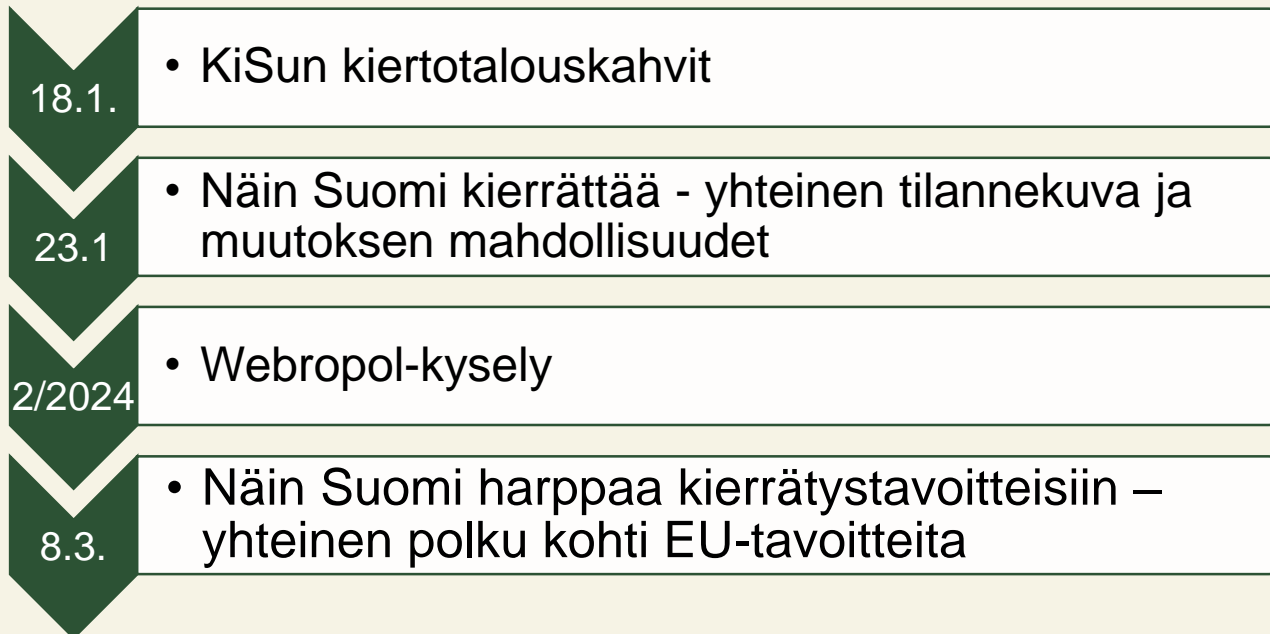 18.1.
• KiSun kiertotalouskahvit
23.1
• Näin Suomi kierrättää - yhteinen tilannekuva ja
muutoksen mahdollisuudet
2/2024
• Webropol-kysely
8.3.
• Näin Suomi harppaa kierrätystavoitteisiin –
yhteinen polku kohti EU-tavoitteita